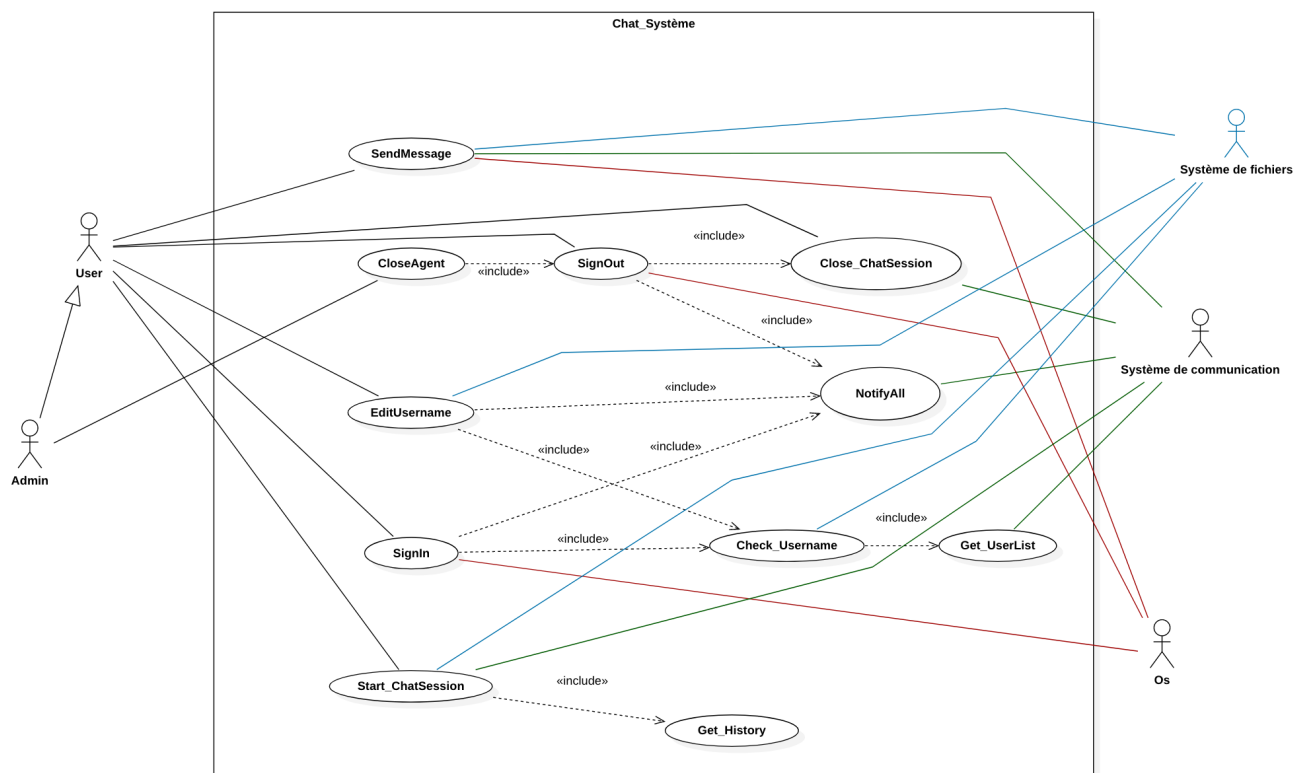 Chat_Système
SendMessage
Système de fichiers
User
CloseAgent
«include»
SignOut
«include»
Close_ChatSession
«include»
Système de communication
NotifyAll
EditUsername
«include»
«include»
«include»
Admin
SignIn
«include»
Check_Username
«include»
Get_UserList
Os
Start_ChatSession
«include»
Get_History